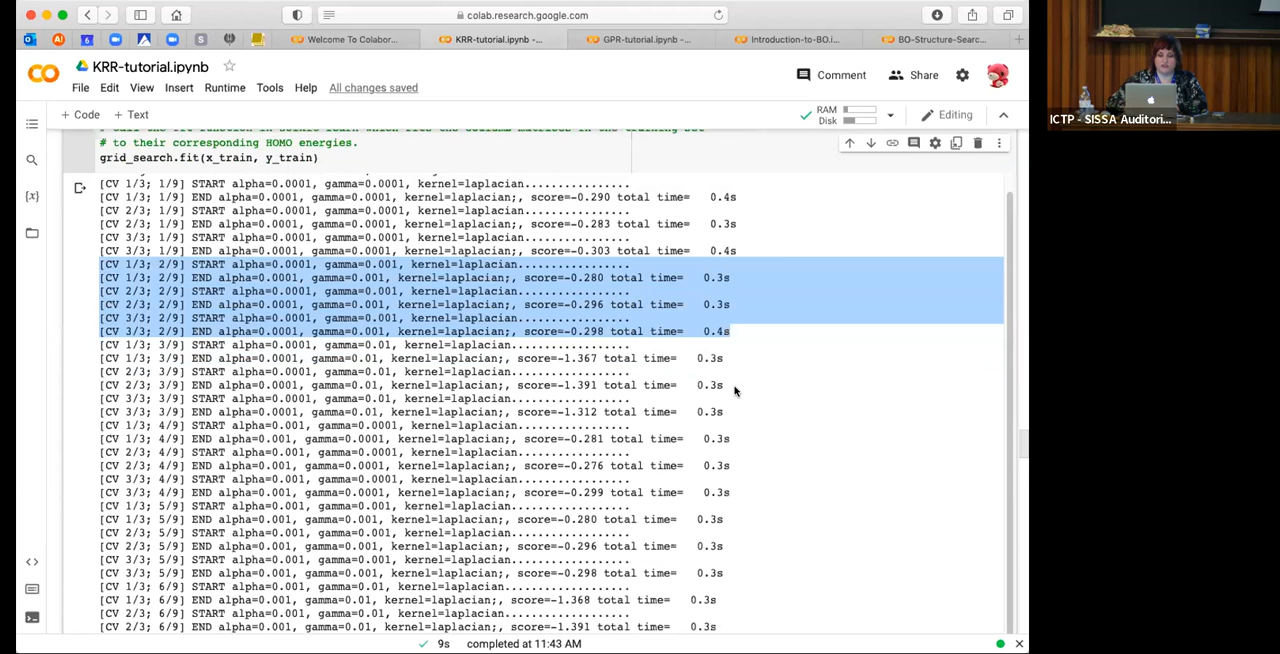 colab.research.google.com
6
S
Welcome To Colabor...
KRR-tutorial.ipynb -...
GPR-tutorial.ipynb -...
Introduction-to-BO.i...
BO-Structure-Searc...
KRR-tutorial.ipynb
File Edit View Insert Runtime Tools Help All changes saved
Comment
Share
+ Code + Text
RAM
Disk
Editing
# to their corresponding HOMO energies.
grid_search.fit(x_train, y_train)
[CV 1/3; 1/9] START alpha=0.0001, gamma=0.0001, kernel=laplacian................
[CV 1/3; 1/9] END alpha=0.0001, gamma=0.0001, kernel=laplacian;, score=-0.290 total time= 0.4s
[CV 2/3; 1/9] START alpha=0.0001, gamma=0.0001, kernel=laplacian................
[CV 2/3; 1/9] END alpha=0.0001, gamma=0.0001, kernel=laplacian;, score=-0.283 total time= 0.3s
[CV 3/3; 1/9] START alpha=0.0001, gamma=0.0001, kernel=laplacian................
[CV 3/3; 1/9] END alpha=0.0001, gamma=0.0001, kernel=laplacian;, score=-0.303 total time= 0.4s
[CV 1/3; 2/9] START alpha=0.0001, gamma=0.001, kernel=laplacian.................
[CV 1/3; 2/9] END alpha=0.0001, gamma=0.001, kernel=laplacian;, score=-0.280 total time= 0.3s
[CV 2/3; 2/9] START alpha=0.0001, gamma=0.001, kernel=laplacian.................
[CV 2/3; 2/9] END alpha=0.0001, gamma=0.001, kernel=laplacian;, score=-0.296 total time= 0.3s
[CV 3/3; 2/9] START alpha=0.0001, gamma=0.001, kernel=laplacian.................
[CV 3/3; 2/9] END alpha=0.0001, gamma=0.001, kernel=laplacian;, score=-0.298 total time= 0.4s
[CV 1/3; 3/9] START alpha=0.0001, gamma=0.01, kernel=laplacian..................
[CV 1/3; 3/9] END alpha=0.0001, gamma=0.01, kernel=laplacian;, score=-1.367 total time= 0.3s
[CV 2/3; 3/9] START alpha=0.0001, gamma=0.01, kernel=laplacian..................
[CV 2/3; 3/9] END alpha=0.0001, gamma=0.01, kernel=laplacian;, score=-1.391 total time= 0.3s
[CV 3/3; 3/9] START alpha=0.0001, gamma=0.01, kernel=laplacian..................
[CV 3/3; 3/9] END alpha=0.0001, gamma=0.01, kernel=laplacian;, score=-1.312 total time= 0.3s
[CV 1/3; 4/9] START alpha=0.001, gamma=0.0001, kernel=laplacian.................
[CV 1/3; 4/9] END alpha=0.001, gamma=0.0001, kernel=laplacian;, score=-0.281 total time= 0.3s
[CV 2/3; 4/9] START alpha=0.001, gamma=0.0001, kernel=laplacian.................
[CV 2/3; 4/9] END alpha=0.001, gamma=0.0001, kernel=laplacian;, score=-0.276 total time= 0.3s
[CV 3/3; 4/9] START alpha=0.001, gamma=0.0001, kernel=laplacian.................
[CV 3/3; 4/9] END alpha=0.001, gamma=0.0001, kernel=laplacian;, score=-0.299 total time= 0.3s
[CV 1/3; 5/9] START alpha=0.001, gamma=0.001, kernel=laplacian..................
[CV 1/3; 5/9] END alpha=0.001, gamma=0.001, kernel=laplacian;, score=-0.280 total time= 0.3s
[CV 2/3; 5/9] START alpha=0.001, gamma=0.001, kernel=laplacian..................
[CV 2/3; 5/9] END alpha=0.001, gamma=0.001, kernel=laplacian;, score=-0.296 total time= 0.3s
[CV 3/3; 5/9] START alpha=0.001, gamma=0.001, kernel=laplacian..................
[CV 3/3; 5/9] END alpha=0.001, gamma=0.001, kernel=laplacian;, score=-0.298 total time= 0.3s
[CV 1/3; 6/9] START alpha=0.001, gamma=0.01, kernel=laplacian...................
[CV 1/3; 6/9] END alpha=0.001, gamma=0.01, kernel=laplacian;, score=-1.368 total time= 0.3s
[CV 2/3; 6/9] START alpha=0.001, gamma=0.01, kernel=laplacian...................
[CV 2/3; 6/9] END alpha=0.001, gamma=0.01, kernel=laplacian;, score=-1.391 total time= 0.3s
9s completed at 11:43 AM
ICTP - SISSA Auditori...